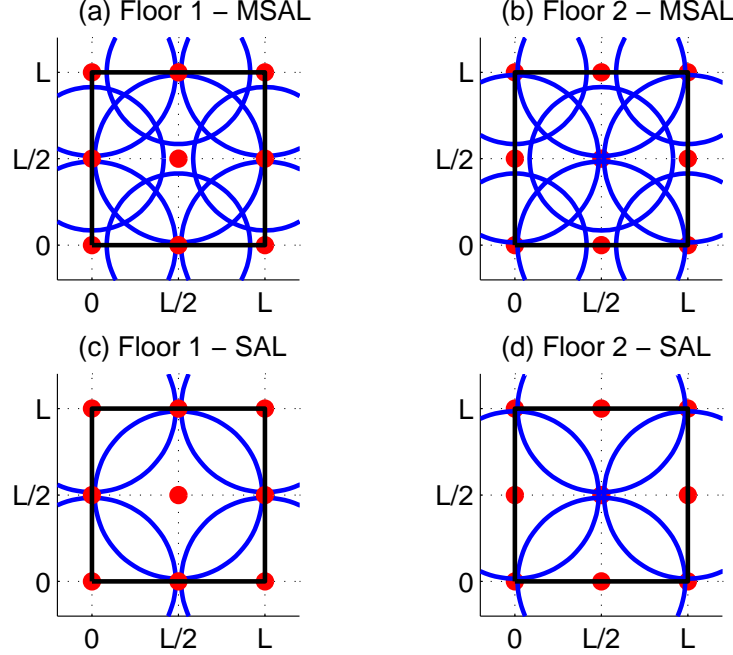 (a) Floor 1 – MSAL
(b) Floor 2 – MSAL
L
L/2
0
0 L/2 L
L
L/2
0
0 L/2 L
(c) Floor 1 – SAL
(d) Floor 2 – SAL
L
L/2
0
0 L/2 L
L
L/2
0
0 L/2 L